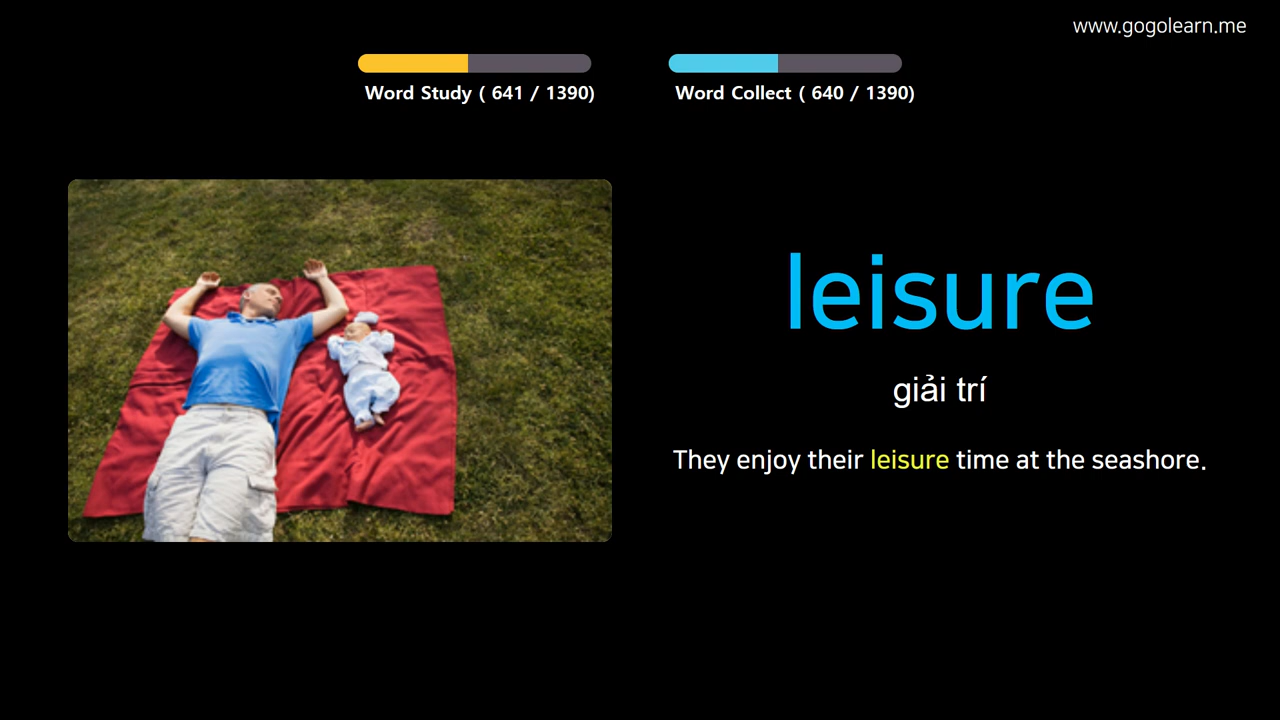 www.gogolearn.me
Word Study ( 641 / 1390)
Word Collect ( 640 / 1390)
leisure
giải trí
They enjoy their leisure time at the seashore.